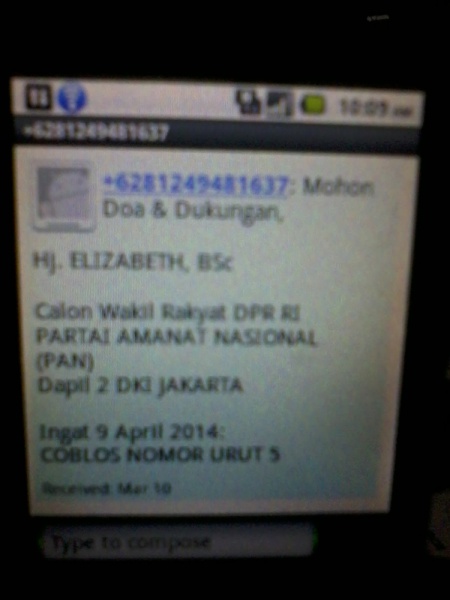 10:09 AM
+6281249481637
+6281249481637: Mohon
Doa & Dukungan,
Hj. ELIZABETH, BSc
Calon Wakil Rakyat DPR RI
PARTAI AMANAT NASIONAL
(PAN)
Dapil 2 DKI JAKARTA
Ingat 9 April 2014:
COBLOS NOMOR URUT 5
Received: Mar 10
Type to compose